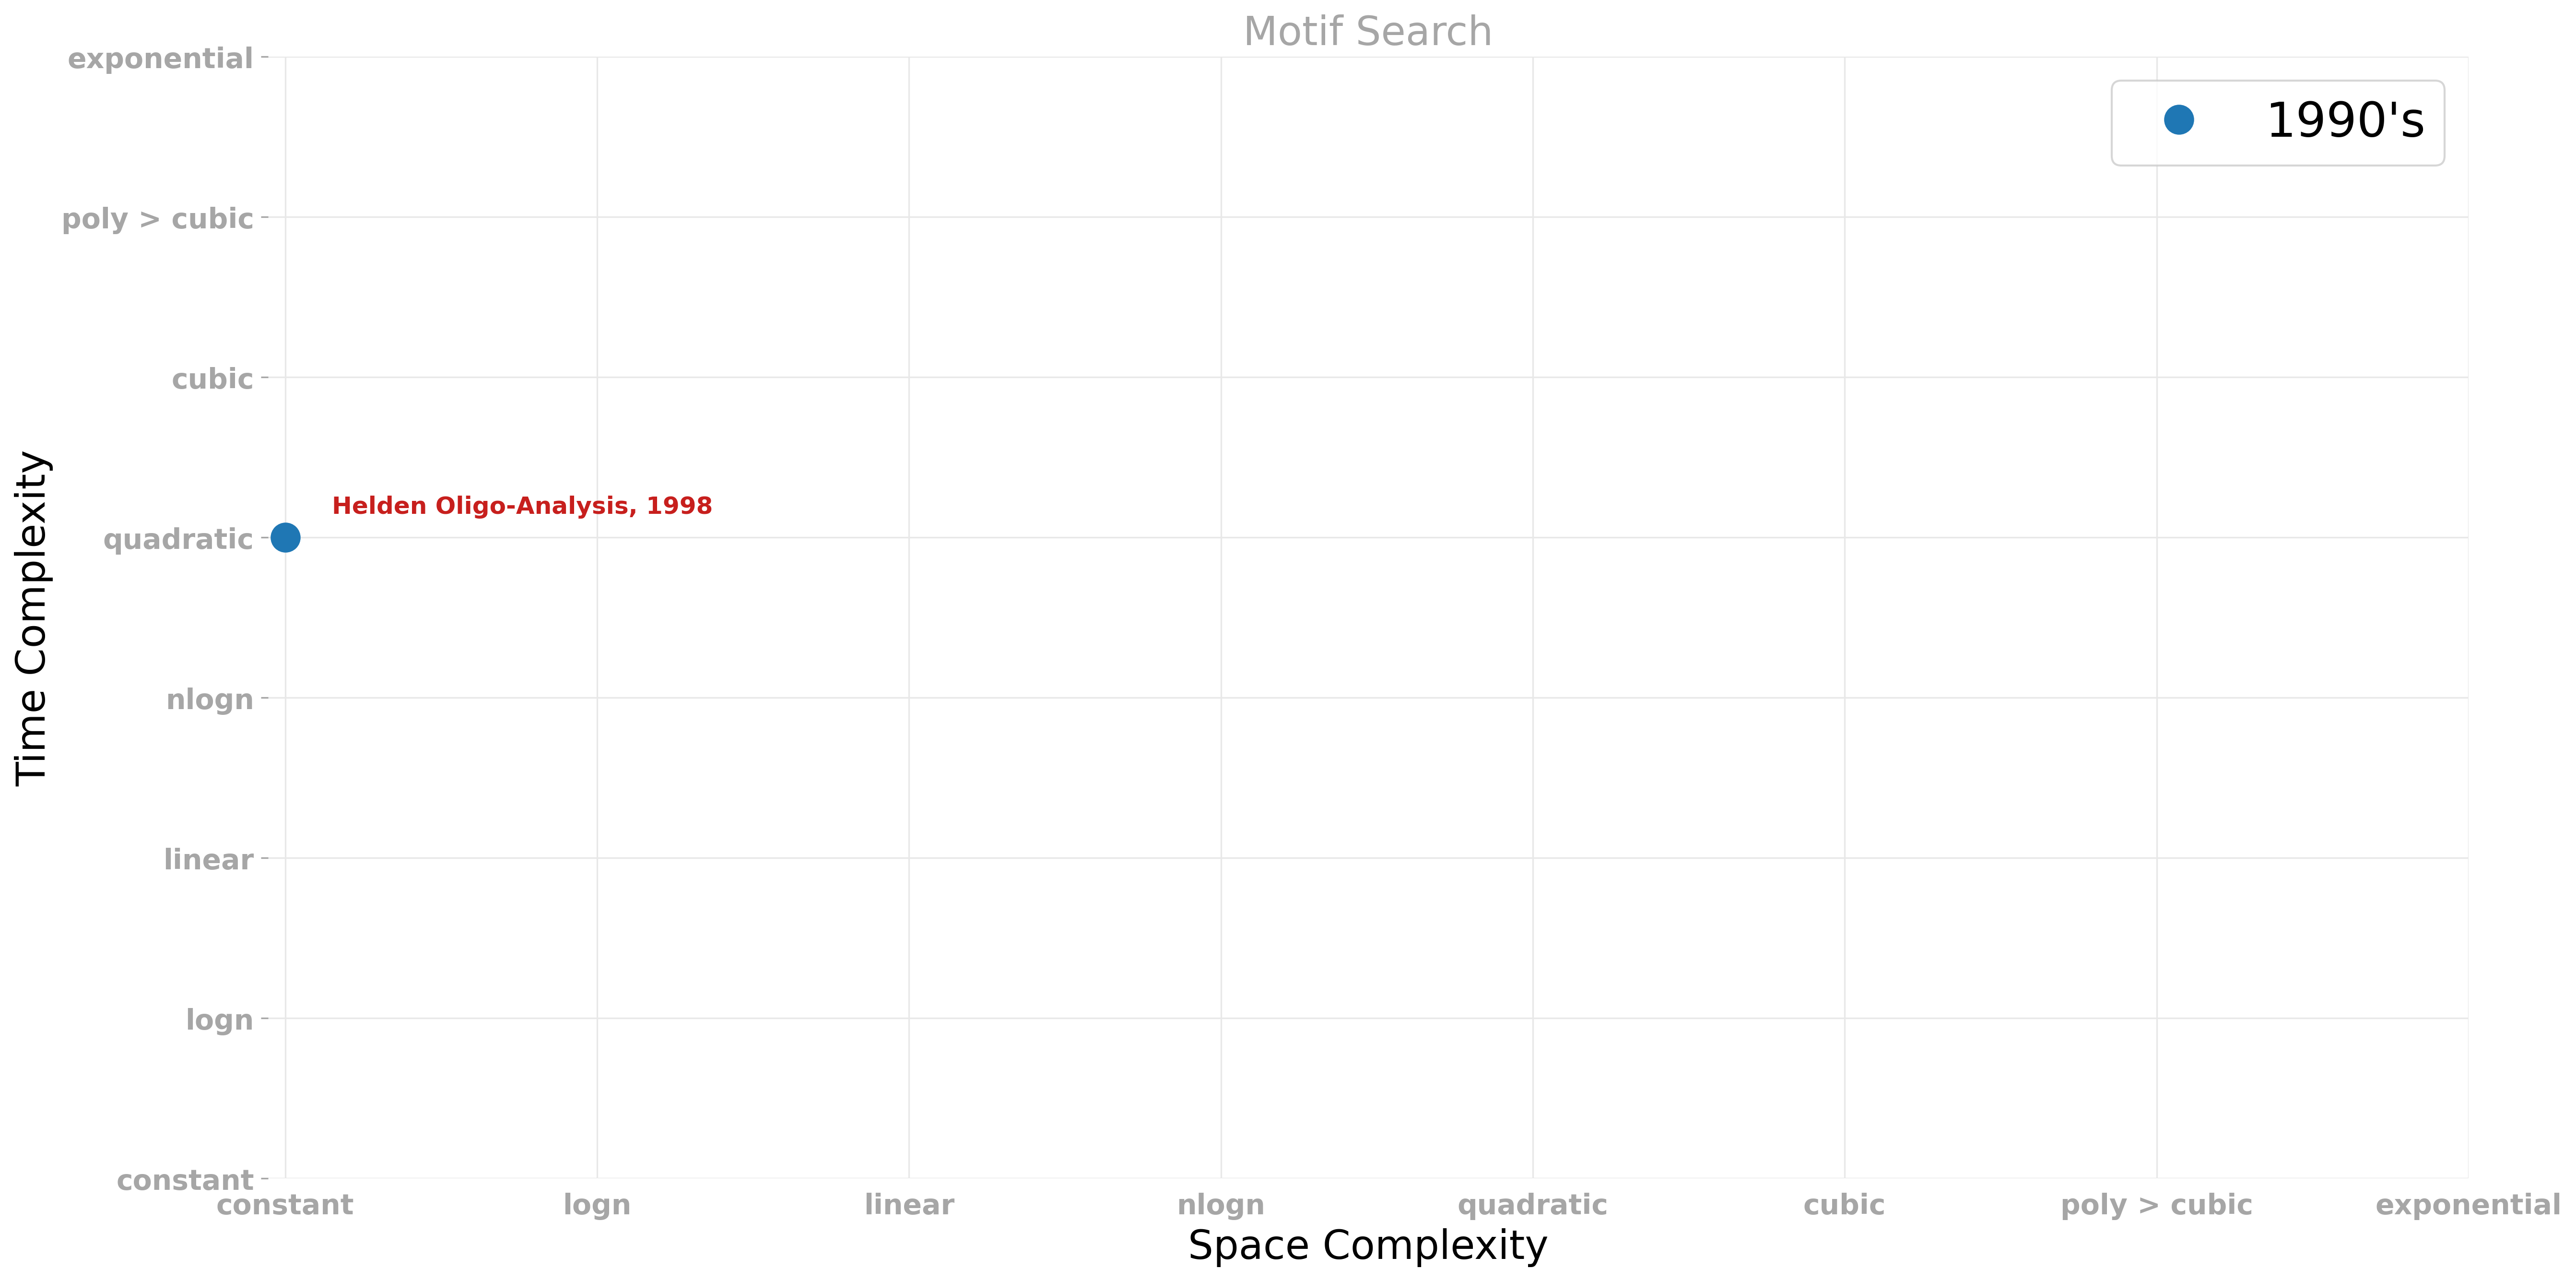 Motif Search
exponential
poly > cubic
cubic
quadratic
nlogn
linear
logn
constant
Time Complexity
1990's
Helden Oligo-Analysis, 1998
constant
logn
linear
nlogn
quadratic
cubic
poly > cubic
exponential
Space Complexity